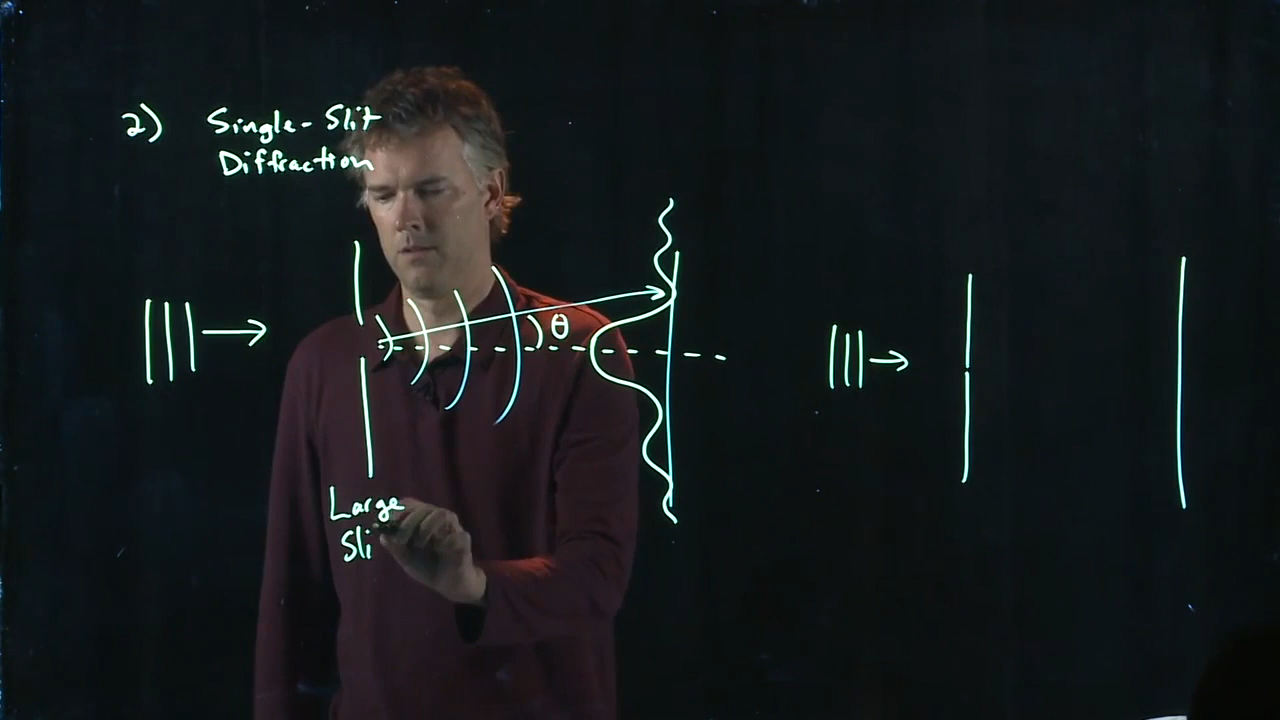 2) Single-Slit
Diffraction
θ
Large
Sli